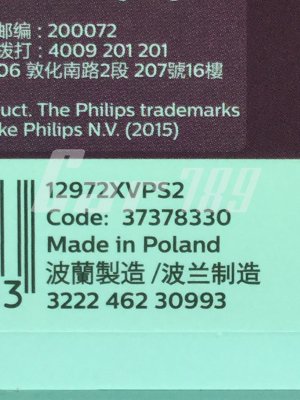 邮编: 200072
拨打: 4009 201 201
06 敦化南路2段 207號16樓
duct. The Philips trademarks
ke Philips N.V. (2015)
12972XVPS2
Code: 37378330
Made in Poland
波蘭製造 /波兰制造
3
3222 462 30993